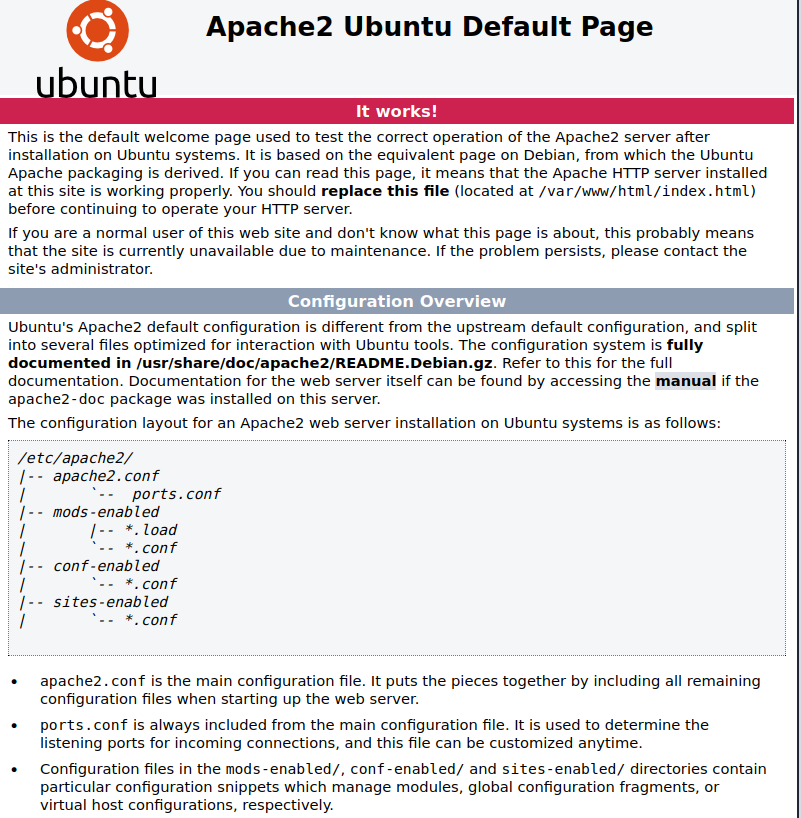 Apache2 Ubuntu Default Page
ubuntu
It works!
This is the default welcome page used to test the correct operation of the Apache2 server after
installation on Ubuntu systems. It is based on the equivalent page on Debian, from which the Ubuntu
Apache packaging is derived. If you can read this page, it means that the Apache HTTP server installed
at this site is working properly. You should replace this file (located at /var/www/html/index.html)
before continuing to operate your HTTP server.
If you are a normal user of this web site and don't know what this page is about, this probably means
that the site is currently unavailable due to maintenance. If the problem persists, please contact the
site's administrator.
Configuration Overview
Ubuntu's Apache2 default configuration is different from the upstream default configuration, and split
into several files optimized for interaction with Ubuntu tools. The configuration system is fully
documented in /usr/share/doc/apache2/README.Debian.gz. Refer to this for the full
documentation. Documentation for the web server itself can be found by accessing the manual if the
apache2-doc package was installed on this server.
The configuration layout for an Apache2 web server installation on Ubuntu systems is as follows:
/etc/apache2/
|-- apache2.conf
|       `--  ports.conf
|-- mods-enabled
|       |-- *.load
|       `-- *.conf
|-- conf-enabled
|       `-- *.conf
|-- sites-enabled
|       `-- *.conf
• apache2.conf is the main configuration file. It puts the pieces together by including all remaining
configuration files when starting up the web server.
• ports.conf is always included from the main configuration file. It is used to determine the
listening ports for incoming connections, and this file can be customized anytime.
• Configuration files in the mods-enabled/, conf-enabled/ and sites-enabled/ directories contain
particular configuration snippets which manage modules, global configuration fragments, or
virtual host configurations, respectively.